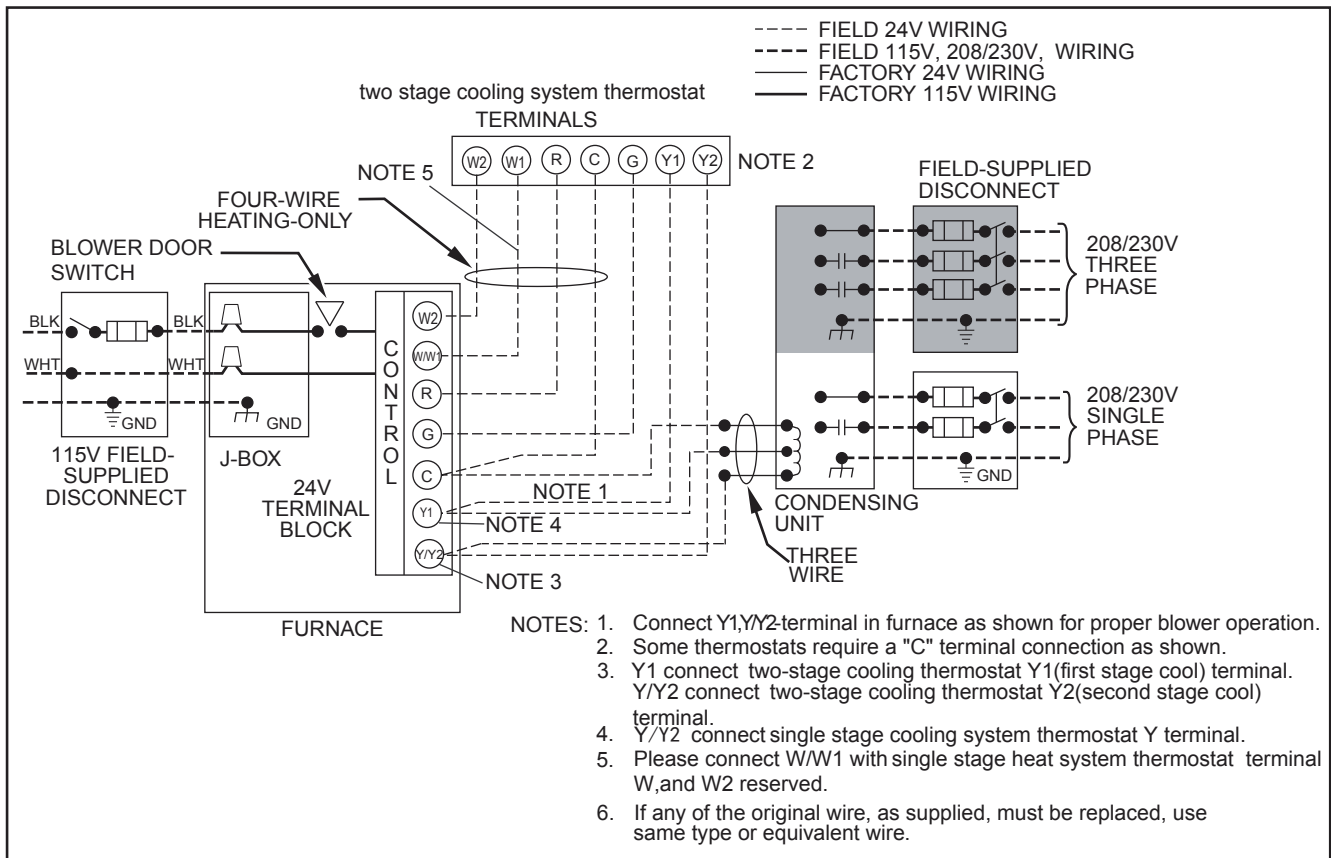 FIELD 24V WIRING
FIELD 115V, 208/230V, WIRING
FACTORY 24V WIRING
FACTORY 115V WIRING
two stage cooling system thermostat
TERMINALS
W2 W1 R C G Y1 Y2
NOTE 2
NOTE 5
FOUR-WIRE
HEATING-ONLY
BLOWER DOOR
SWITCH
FIELD-SUPPLIED
DISCONNECT
208/230V
THREE
PHASE
BLK
BLK
WHT
WHT
GND
GND
115V FIELD-
SUPPLIED
DISCONNECT
J-BOX
24V
TERMINAL
BLOCK
CONTROL
W2
W/W1
R
G
C
Y1
Y/Y2
NOTE 1
NOTE 4
NOTE 3
FURNACE
208/230V
SINGLE
PHASE
GND
CONDENSING
UNIT
THREE
WIRE
NOTES: 1. Connect Y1,Y/Y2-terminal in furnace as shown for proper blower operation.
2. Some thermostats require a "C" terminal connection as shown.
3. Y1 connect two-stage cooling thermostat Y1(first stage cool) terminal.
Y/Y2 connect two-stage cooling thermostat Y2(second stage cool)
terminal.
4. Y/Y2 connect single stage cooling system thermostat Y terminal.
5. Please connect W/W1 with single stage heat system thermostat terminal
W,and W2 reserved.
6. If any of the original wire, as supplied, must be replaced, use
same type or equivalent wire.